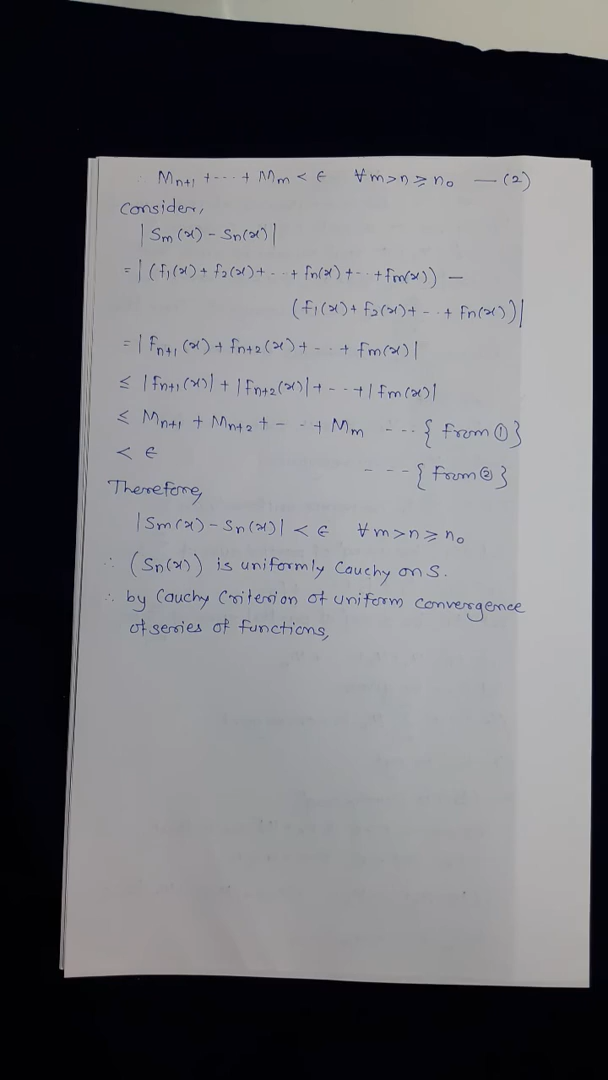 ∴ Mn+1 + --- + Mm < ε ∀ m > n ≥ n₀ — (2)
Consider,
| Sm(x) - Sn(x) |
= | (f₁(x) + f₂(x) + - - + fn(x) + - - + fm(x)) —
(f₁(x) + f₂(x) + - - + fn(x)) |
= | fn+1(x) + fn+2(x) + - - + fm(x) |
≤ | fn+1(x) | + | fn+2(x) | + - - + | fm(x) |
≤ Mn+1 + Mn+2 + - - + Mm --- { from ① }
< ε --- { from ② }
Therefore,
| Sm(x) - Sn(x) | < ε ∀ m > n ≥ n₀
∴ (Sn(x)) is uniformly Cauchy on S.
∴ by Cauchy Criterion of uniform convergence
of series of functions,